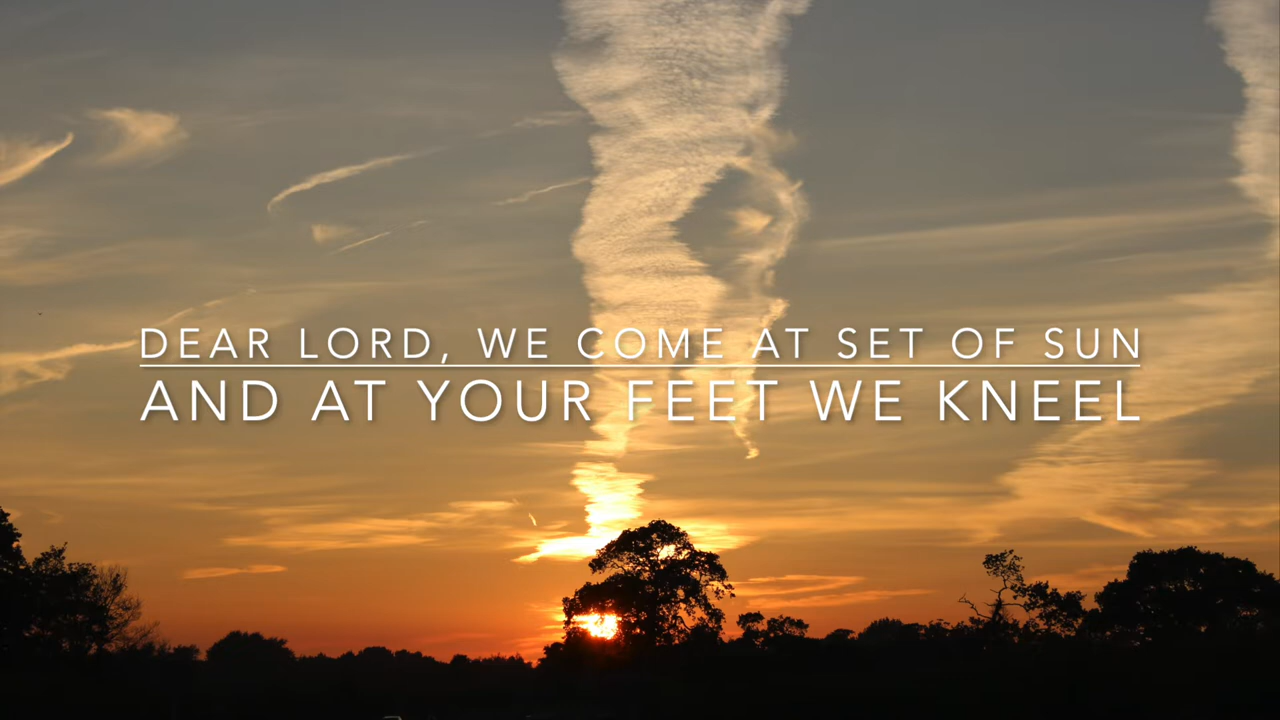 DEAR LORD, WE COME AT SET OF SUN
AND AT YOUR FEET WE KNEEL